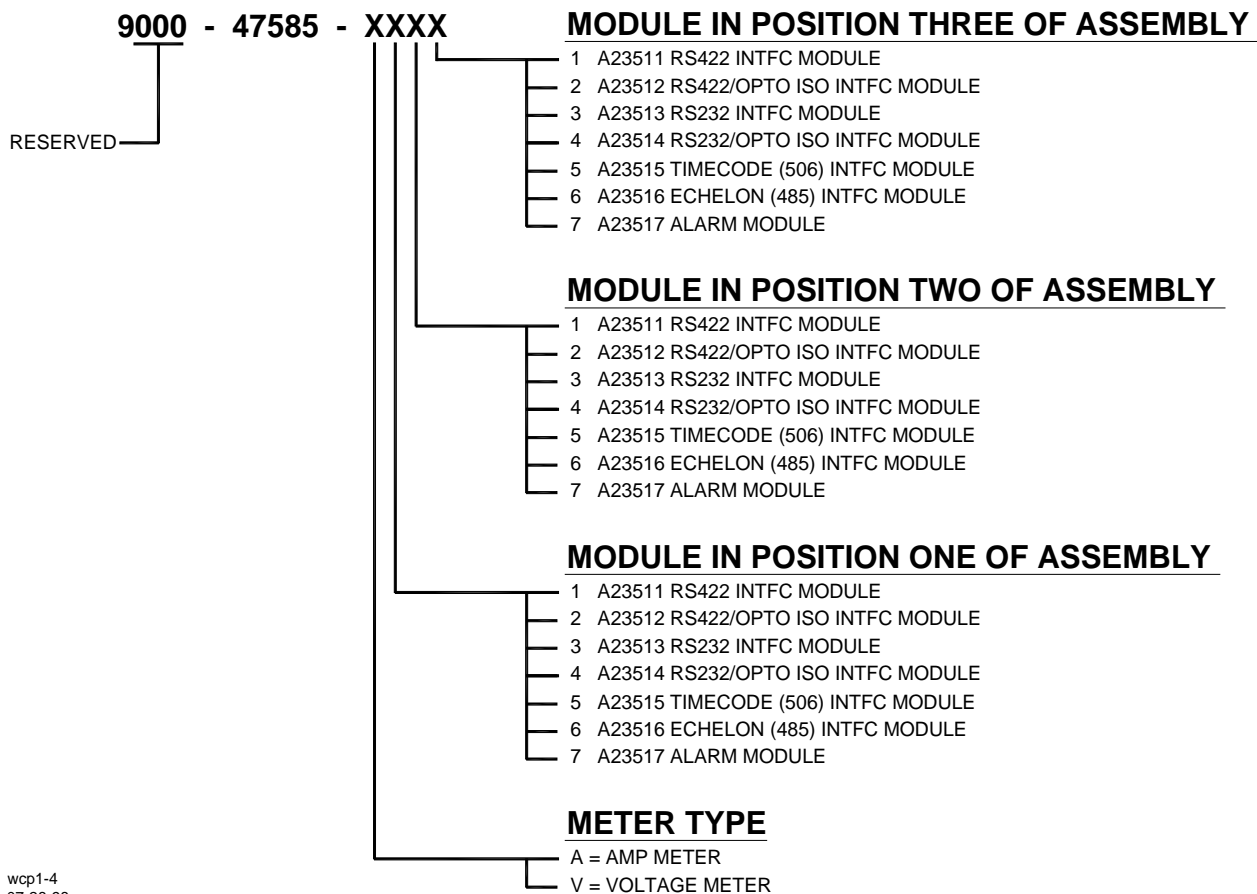 9000 - 47585 - XXXX
RESERVED
MODULE IN POSITION THREE OF ASSEMBLY
1 A23511 RS422 INTFC MODULE
2 A23512 RS422/OPTO ISO INTFC MODULE
3 A23513 RS232 INTFC MODULE
4 A23514 RS232/OPTO ISO INTFC MODULE
5 A23515 TIMECODE (506) INTFC MODULE
6 A23516 ECHELON (485) INTFC MODULE
7 A23517 ALARM MODULE
MODULE IN POSITION TWO OF ASSEMBLY
1 A23511 RS422 INTFC MODULE
2 A23512 RS422/OPTO ISO INTFC MODULE
3 A23513 RS232 INTFC MODULE
4 A23514 RS232/OPTO ISO INTFC MODULE
5 A23515 TIMECODE (506) INTFC MODULE
6 A23516 ECHELON (485) INTFC MODULE
7 A23517 ALARM MODULE
MODULE IN POSITION ONE OF ASSEMBLY
1 A23511 RS422 INTFC MODULE
2 A23512 RS422/OPTO ISO INTFC MODULE
3 A23513 RS232 INTFC MODULE
4 A23514 RS232/OPTO ISO INTFC MODULE
5 A23515 TIMECODE (506) INTFC MODULE
6 A23516 ECHELON (485) INTFC MODULE
7 A23517 ALARM MODULE
METER TYPE
A = AMP METER
V = VOLTAGE METER
wcp1-4